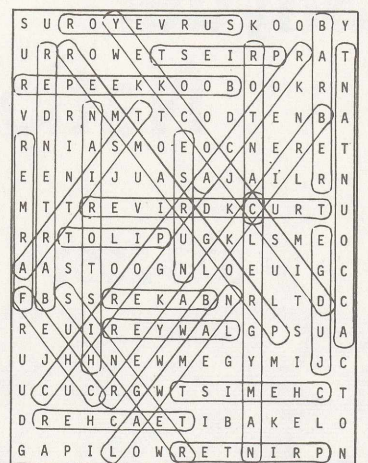 S U R O Y E V R U S K O O B Y
U R R O W E T S E I R P R A T
R E P E E K K O O B O O K R N
V D R N M T T C O D T E N B A
R N I A S M O E O C N E R E T
E E N I J U A S A J A I L R N
M T T R E V I R D K C U R T U
R R T O L I P U G K L S M E O
A A S T O O G N L O E U I G C
F B S S R E K A B N R L T D C
R E U I R E Y W A L G P S U A
U J H H N E W M E G Y M I J C
U C U C R G W T S I M E H C T
D R E H C A E T I B A K E L O
G A P I L O W R E T N I R P N